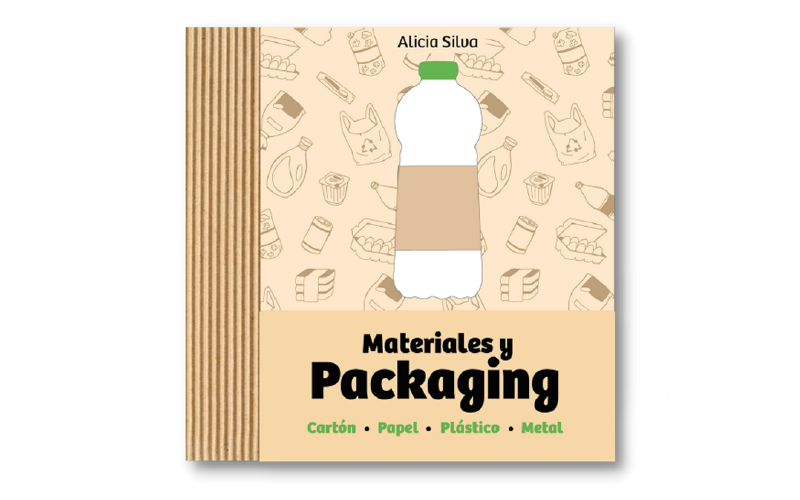 Alicia Silva
Materiales y
Packaging
Cartón • Papel • Plástico • Metal